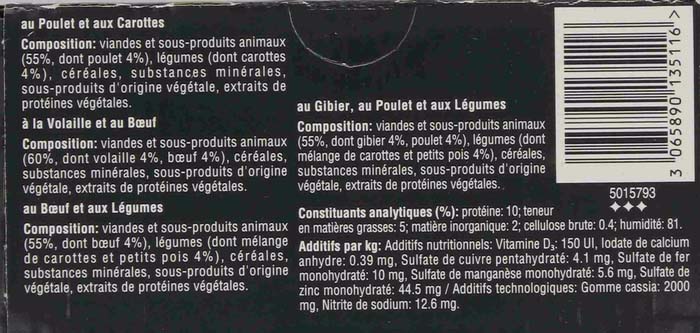 au Poulet et aux Carottes
Composition: viandes et sous-produits animaux
(55%, dont poulet 4%), légumes (dont carottes
4%), céréales, substances minérales,
sous-produits d'origine végétale, extraits de
protéines végétales.
à la Volaille et au Bœuf
Composition: viandes et sous-produits animaux
(60%, dont volaille 4%, bœuf 4%), céréales,
substances minérales, sous-produits d'origine
végétale, extraits de protéines végétales.
au Bœuf et aux Légumes
Composition: viandes et sous-produits animaux
(55%, dont bœuf 4%), légumes (dont mélange
de carottes et petits pois 4%), céréales,
substances minérales, sous-produits d'origine
végétale, extraits de protéines végétales.
au Gibier, au Poulet et aux Légumes
Composition: viandes et sous-produits animaux
(55%, dont gibier 4%, poulet 4%), légumes (dont
mélange de carottes et petits pois 4%), céréales,
substances minérales, sous-produits d'origine
végétale, extraits de protéines végétales.
Constituants analytiques (%): protéine: 10; teneur
en matières grasses: 5; matière inorganique: 2; cellulose brute: 0.4; humidité: 81.
Additifs par kg: Additifs nutritionnels: Vitamine D₃: 150 UI, Iodate de calcium
anhydre: 0.39 mg, Sulfate de cuivre pentahydraté: 4.1 mg, Sulfate de fer
monohydraté: 10 mg, Sulfate de manganèse monohydraté: 5.6 mg, Sulfate de
zinc monohydraté: 44.5 mg / Additifs technologiques: Gomme cassia: 2000
mg, Nitrite de sodium: 12.6 mg.
3 065890 135116 >
5015793